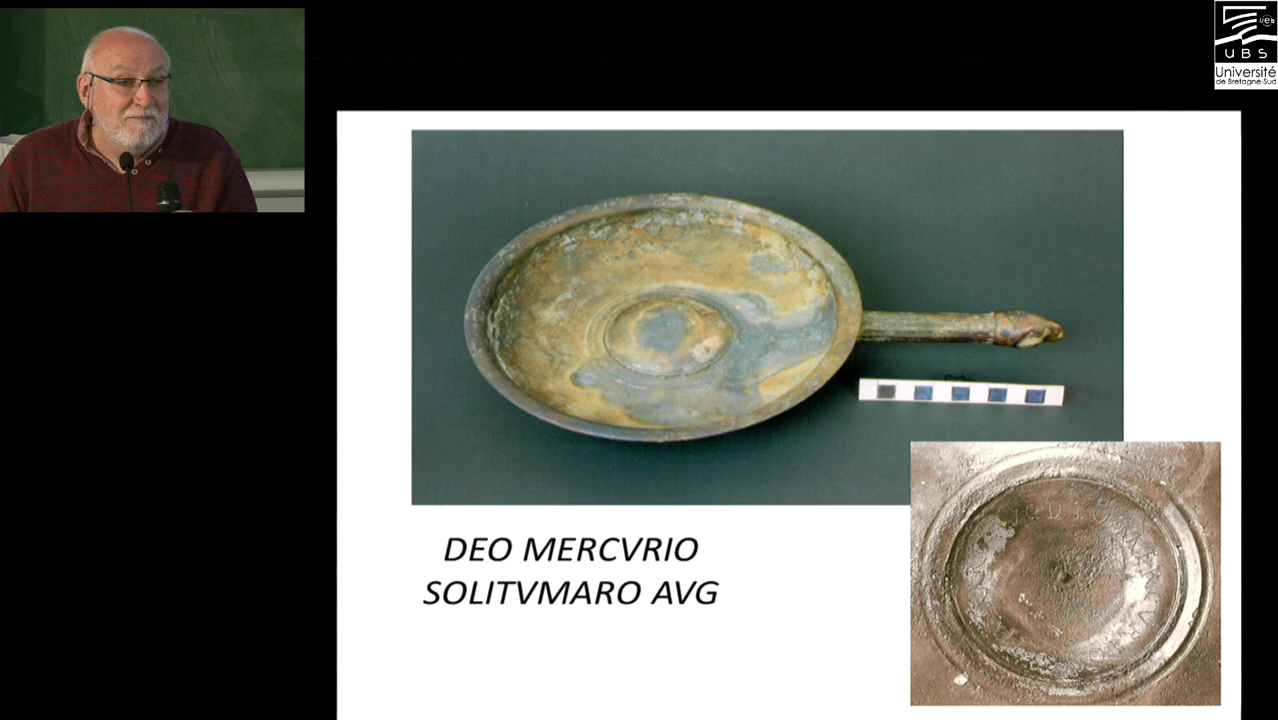 UBS
Université
de Bretagne-Sud
DEO MERCVRIO
SOLITVMARO AVG